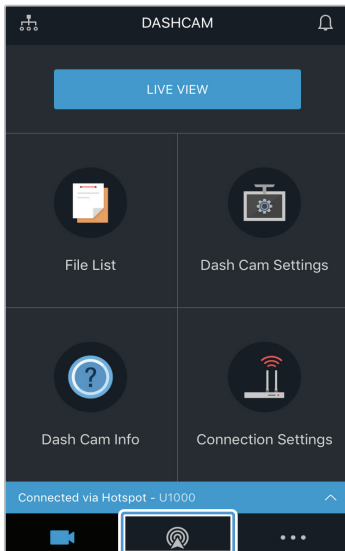 DASHCAM
LIVE VIEW
File List
Dash Cam Settings
Dash Cam Info
Connection Settings
Connected via Hotspot - U1000